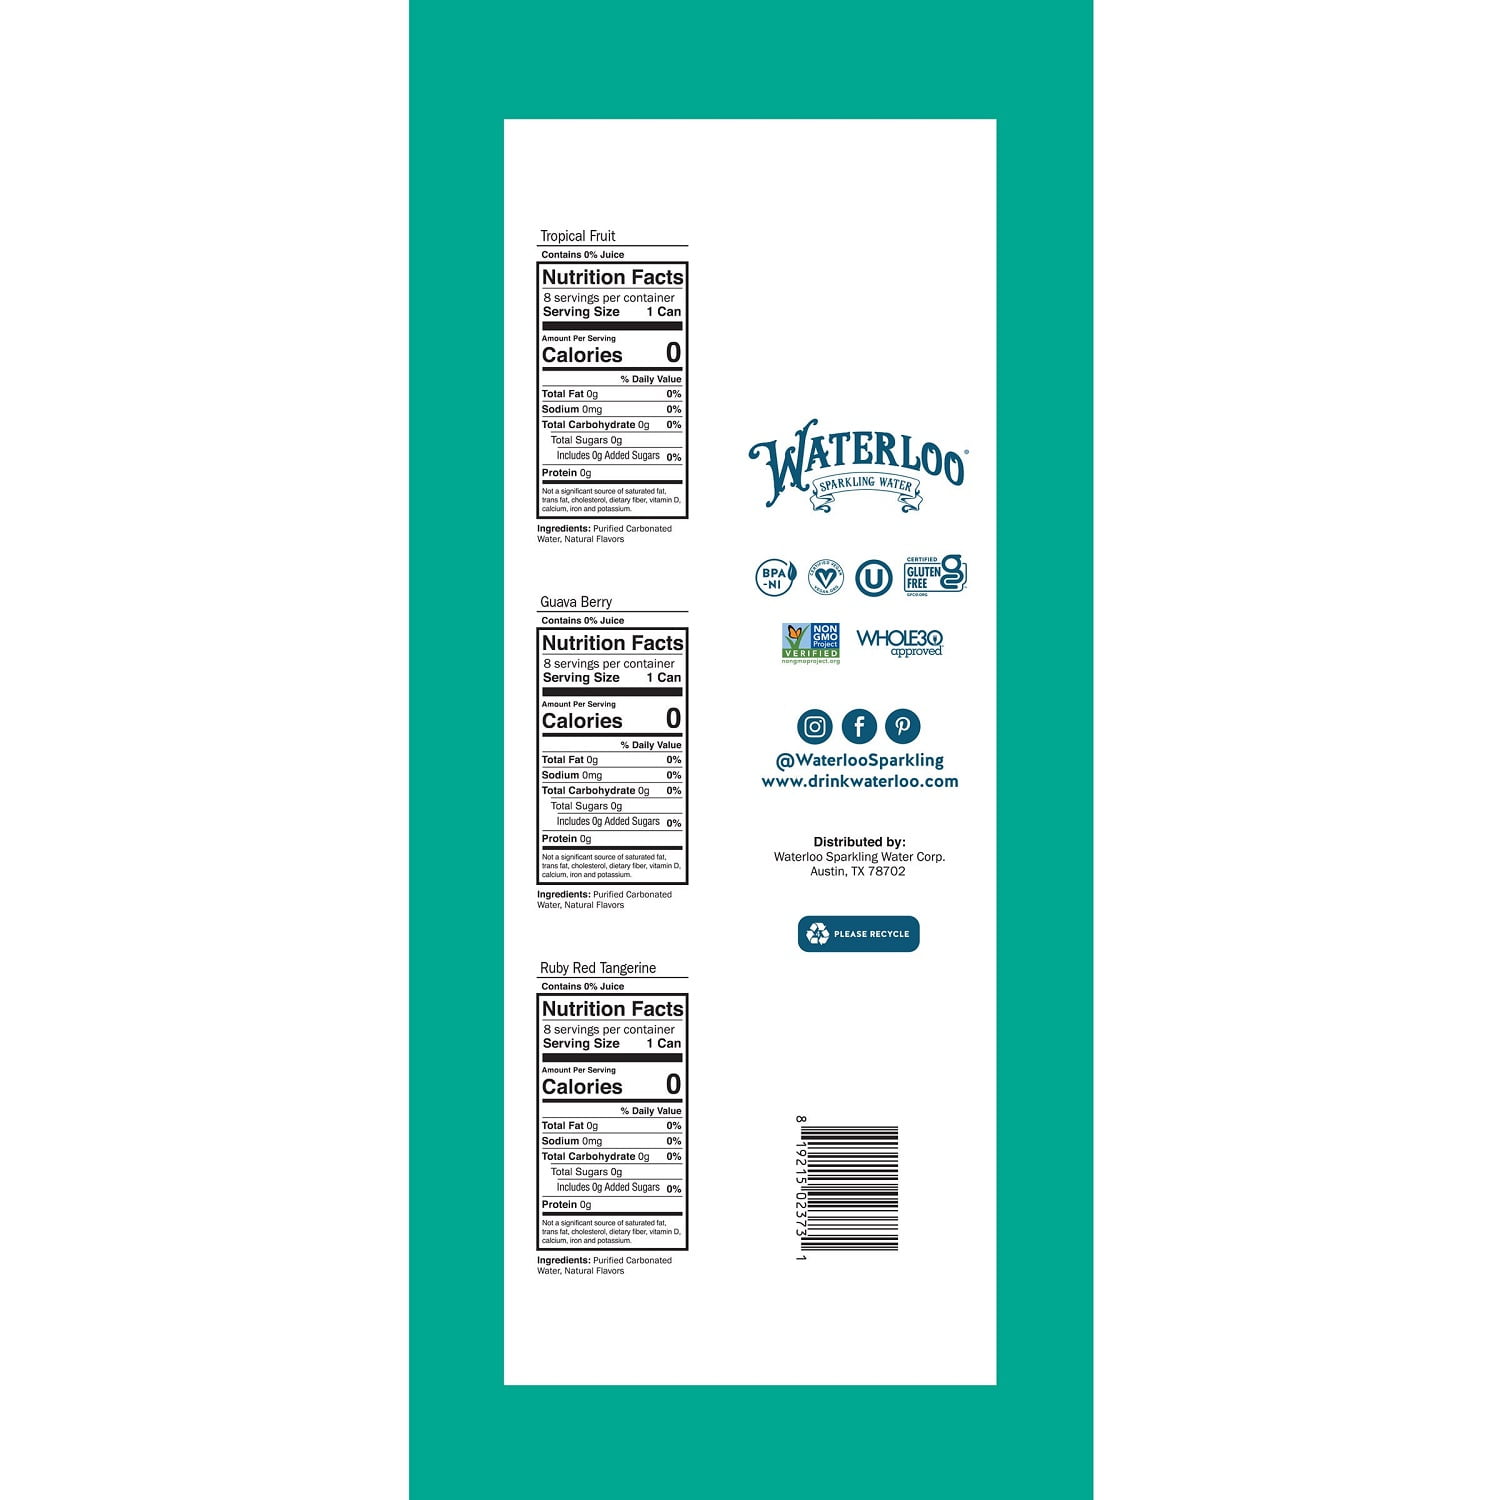 Tropical Fruit
Contains 0% Juice
Nutrition Facts
8 servings per container
Serving Size 1 Can
Amount Per Serving
Calories 0
% Daily Value
Total Fat 0g 0%
Sodium 0mg 0%
Total Carbohydrate 0g 0%
Total Sugars 0g
Includes 0g Added Sugars 0%
Protein 0g
Not a significant source of saturated fat,
trans fat, cholesterol, dietary fiber, vitamin D,
calcium, iron and potassium.
Ingredients: Purified Carbonated
Water, Natural Flavors
Guava Berry
Contains 0% Juice
Nutrition Facts
8 servings per container
Serving Size 1 Can
Amount Per Serving
Calories 0
% Daily Value
Total Fat 0g 0%
Sodium 0mg 0%
Total Carbohydrate 0g 0%
Total Sugars 0g
Includes 0g Added Sugars 0%
Protein 0g
Not a significant source of saturated fat,
trans fat, cholesterol, dietary fiber, vitamin D,
calcium, iron and potassium.
Ingredients: Purified Carbonated
Water, Natural Flavors
Ruby Red Tangerine
Contains 0% Juice
Nutrition Facts
8 servings per container
Serving Size 1 Can
Amount Per Serving
Calories 0
% Daily Value
Total Fat 0g 0%
Sodium 0mg 0%
Total Carbohydrate 0g 0%
Total Sugars 0g
Includes 0g Added Sugars 0%
Protein 0g
Not a significant source of saturated fat,
trans fat, cholesterol, dietary fiber, vitamin D,
calcium, iron and potassium.
Ingredients: Purified Carbonated
Water, Natural Flavors
WATERLOO®
SPARKLING WATER
BPA
-NI
CERTIFIED VEGAN
VEGAN.ORG
U
CERTIFIED
GLUTEN
FREE
GFCO.ORG
NON
GMO
Project
VERIFIED
nongmoproject.org
WHOLE30
approved
@WaterlooSparkling
www.drinkwaterloo.com
Distributed by:
Waterloo Sparkling Water Corp.
Austin, TX 78702
PLEASE RECYCLE
8 19215 02373 1